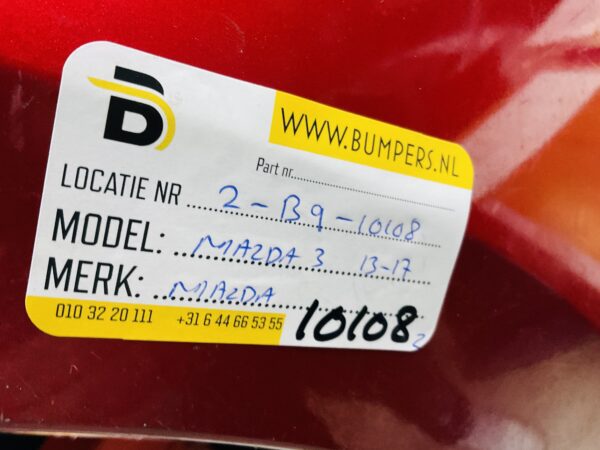 WWW.BUMPERS.NL
Part nr.
LOCATIE NR 2-B9-10108
MODEL: MAZDA 3 13-17
MERK: MAZDA
010 32 20 111 +31 6 44 66 53 55 10108 2